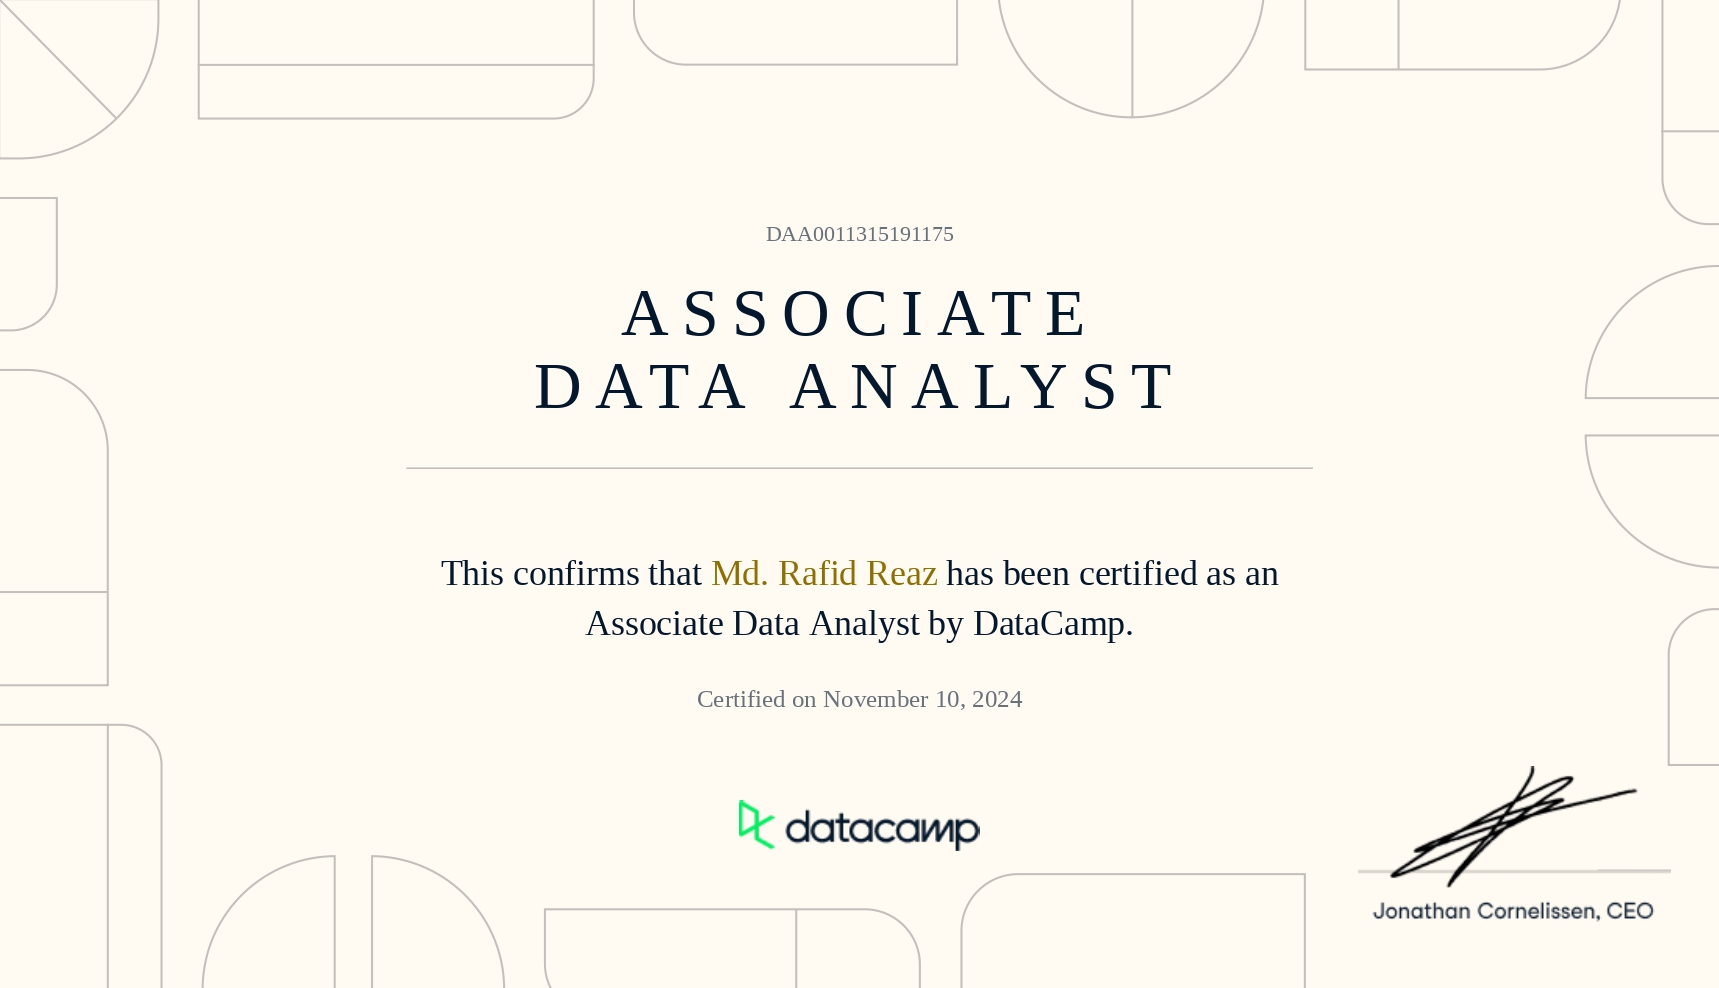 DAA0011315191175
ASSOCIATE
DATA ANALYST
This confirms that Md. Rafid Reaz has been certified as an
Associate Data Analyst by DataCamp.
Certified on November 10, 2024
datacamp
Jonathan Cornelissen, CEO